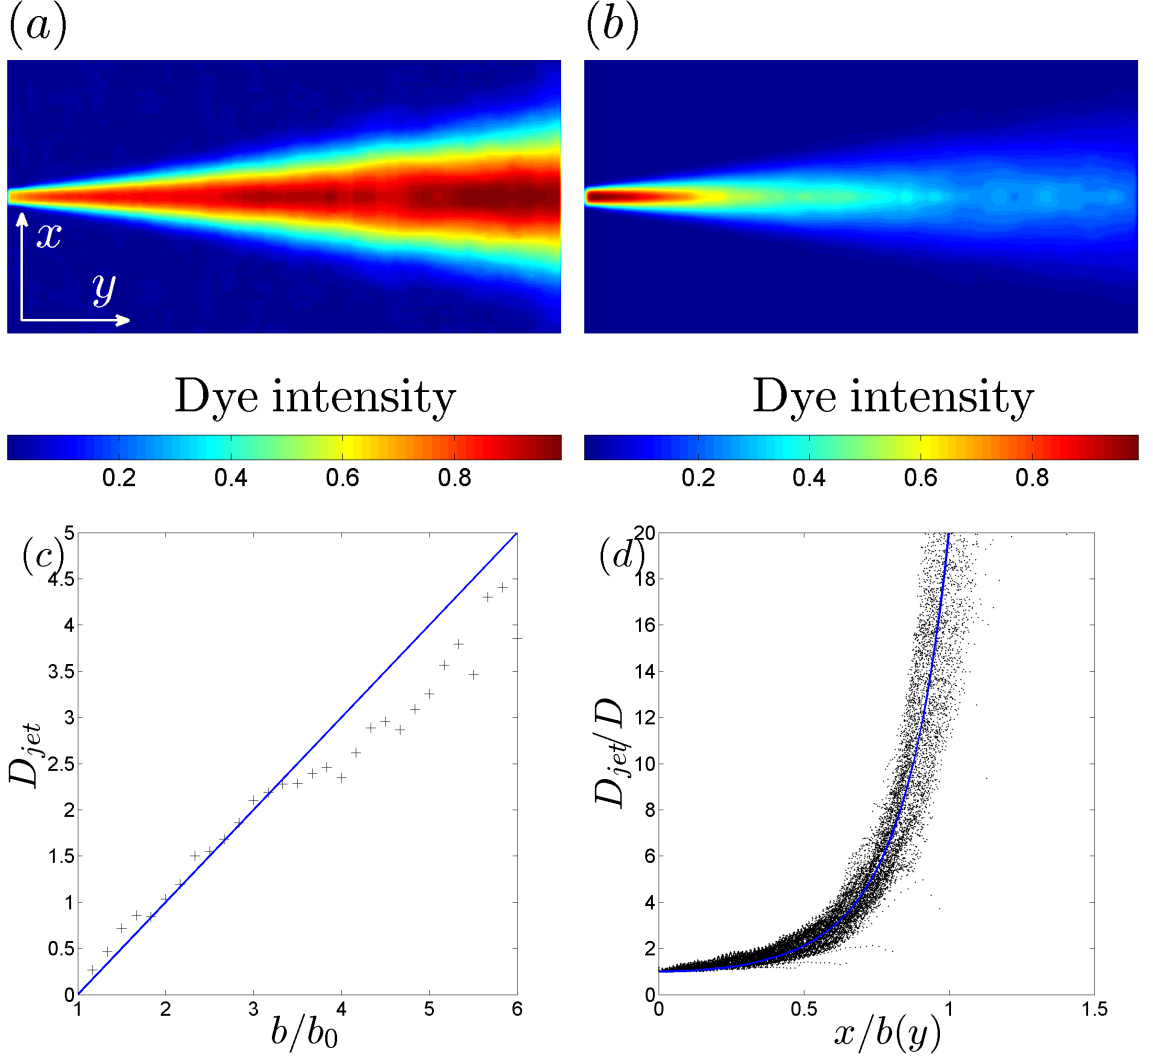 (a)
(b)
x
y
Dye intensity
Dye intensity
0.2 0.4 0.6 0.8
0.2 0.4 0.6 0.8
(c)
5
4.5
4
3.5
3
2.5
2
1.5
1
0.5
0
D_jet
1 2 3 4 5 6
b/b_0
(d)
20
18
16
14
12
10
8
6
4
2
0
D_jet/D
0 0.5 1 1.5
x/b(y)